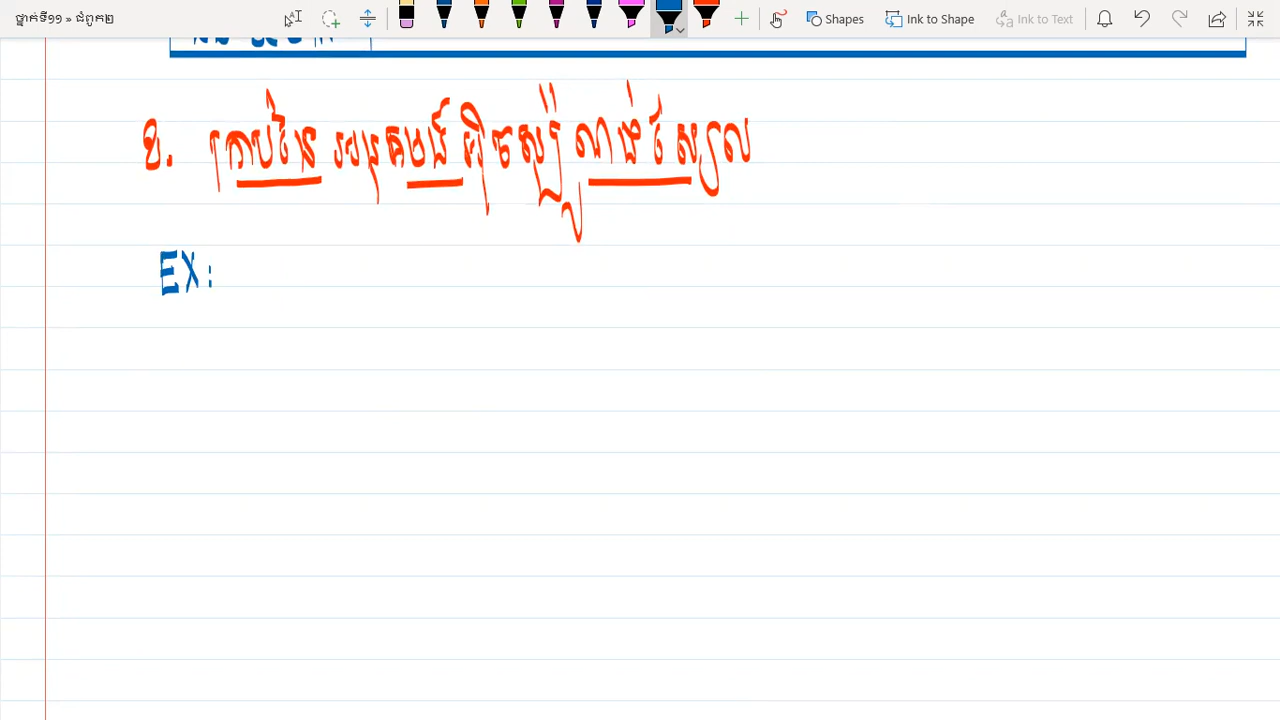 ថ្នាក់ទី១១ » ជំពូក២
Shapes
Ink to Shape
Ink to Text
ខ. ក្រាបនៃអនុគមន៍អិចស្ប៉ូណង់ស្យែល
EX: